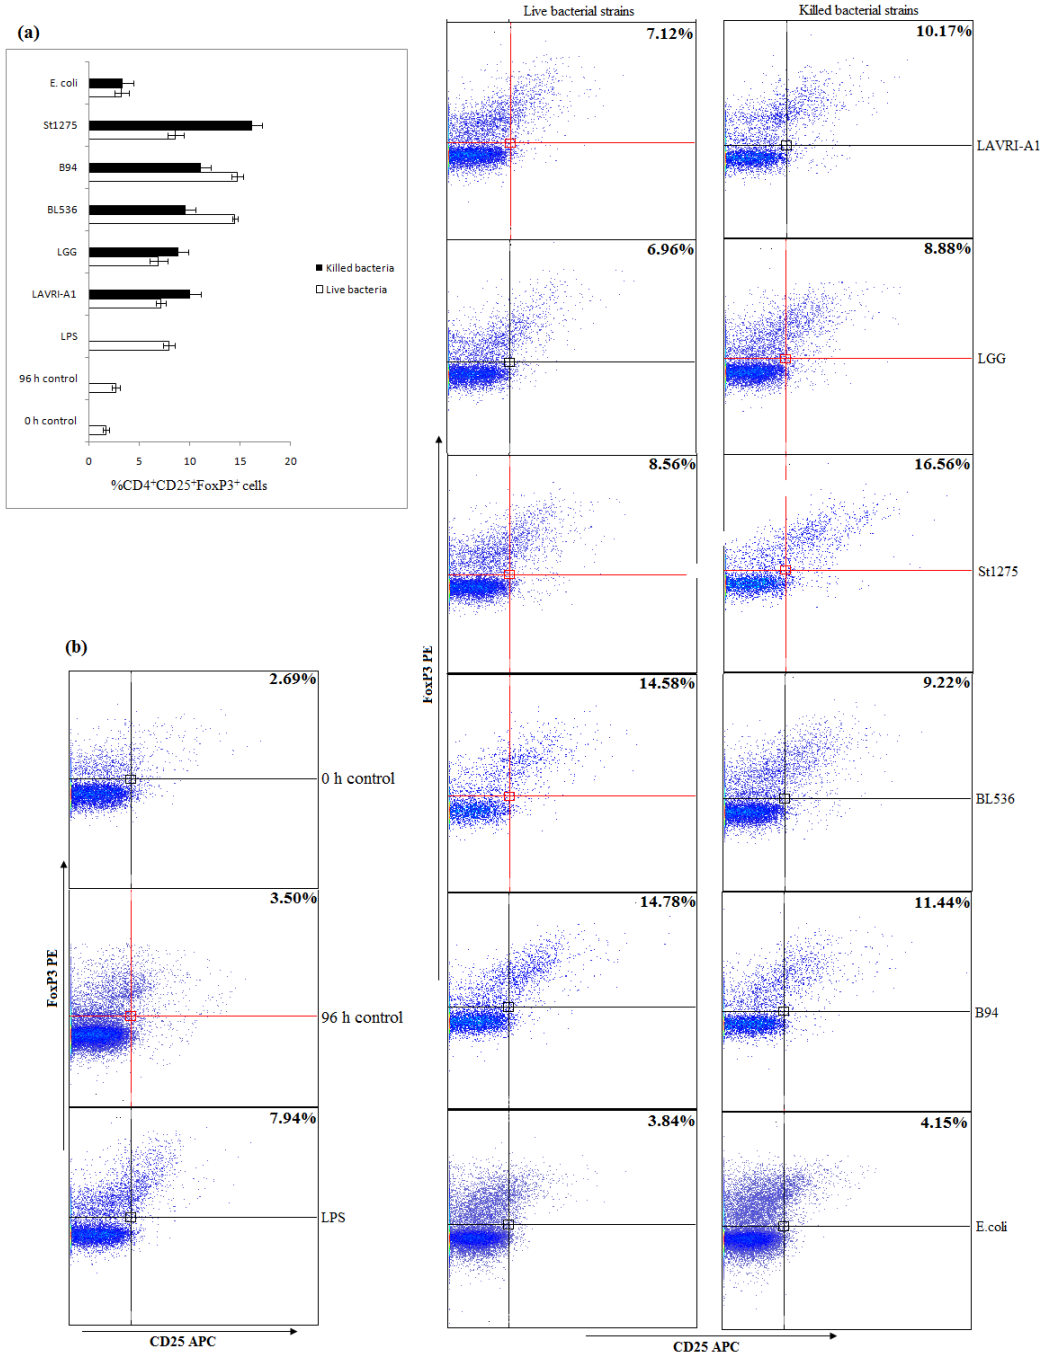 (a)
E. coli
St1275
B94
BL536
LGG
LAVRI-A1
LPS
96 h control
0 h control
0 5 10 15 20
%CD4⁺CD25⁺FoxP3⁺ cells
Killed bacteria
Live bacteria
(b)
2.69%
0 h control
3.50%
96 h control
7.94%
LPS
FoxP3 PE
CD25 APC
Live bacterial strains
Killed bacterial strains
7.12%
10.17%
LAVRI-A1
6.96%
8.88%
LGG
8.56%
16.56%
St1275
14.58%
9.22%
BL536
14.78%
11.44%
B94
3.84%
4.15%
E.coli
FoxP3 PE
CD25 APC